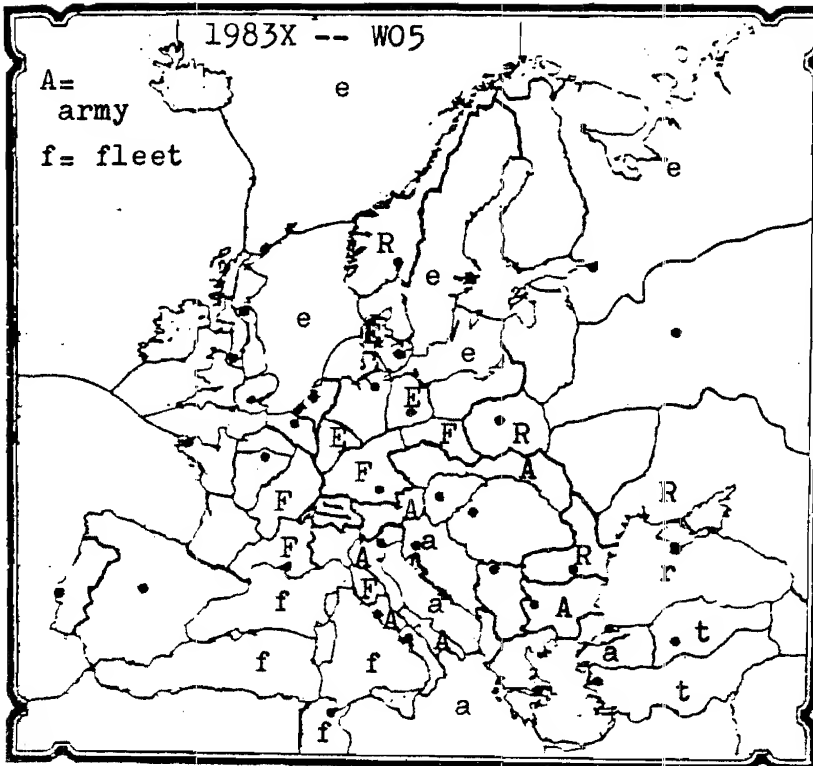 1983X -- W05
A=
army
e
f= fleet
e
R
e
e
E
e
E
E F R
F A
F A R
F a
A R r
F
f a A
A A a t
f f
t
a
f